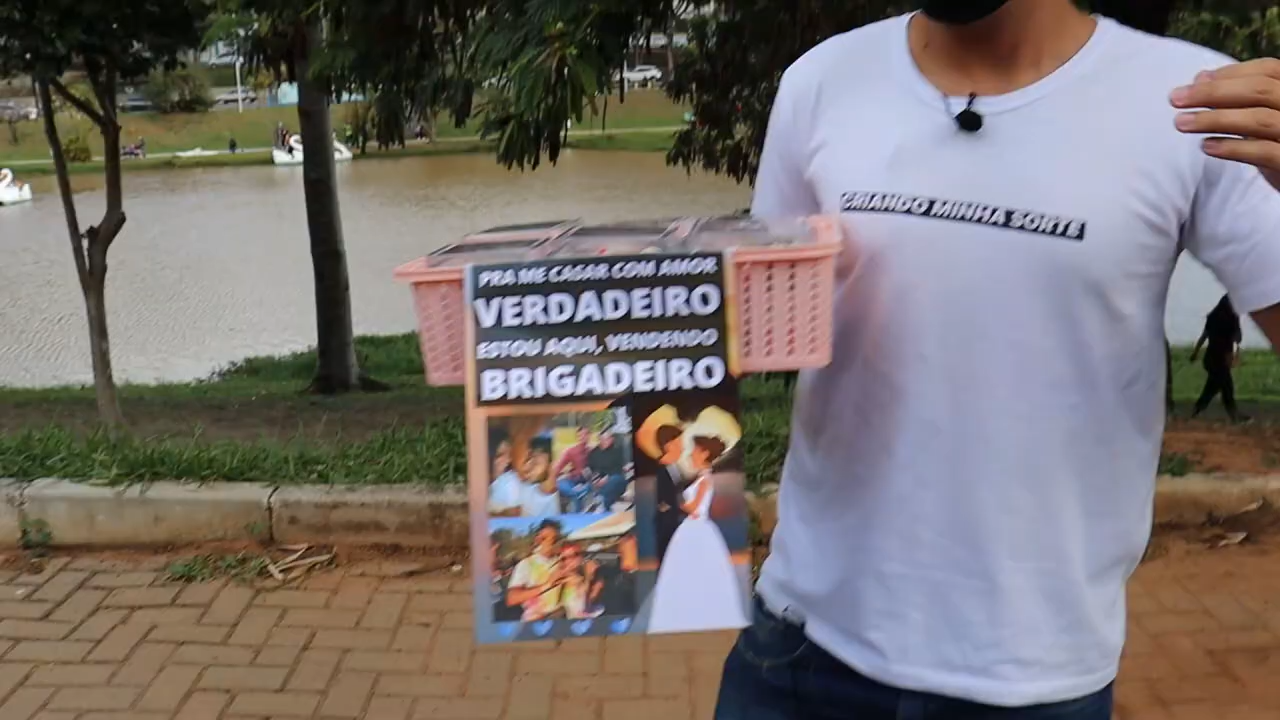 CRIANDO MINHA SORTE
PRA ME CASAR COM AMOR
VERDADEIRO
ESTOU AQUI, VENDENDO
BRIGADEIRO